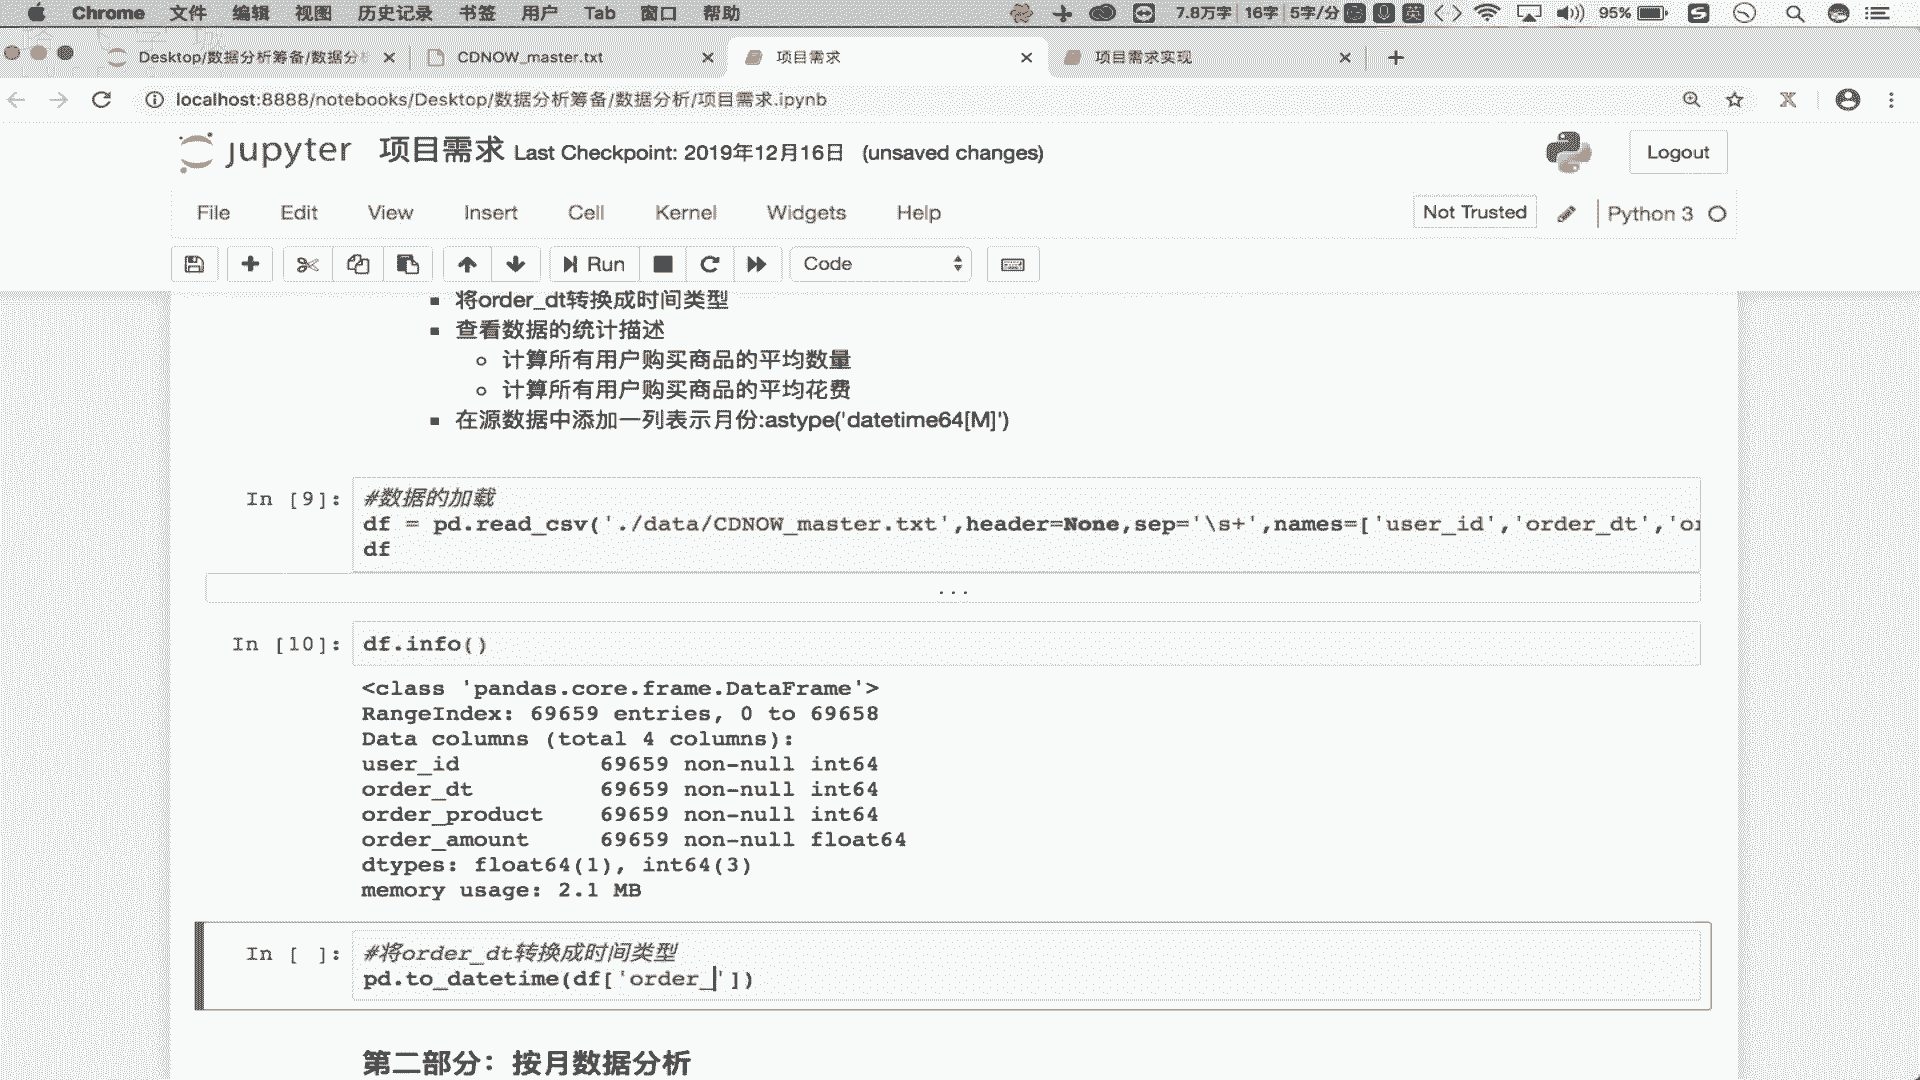 Chrome 文件 编辑 视图 历史记录 书签 用户 Tab 窗口 帮助 7.8万字 16字 5字/分 英 95%
Desktop/数据分析筹备/数据分析 CDNOW_master.txt 项目需求 项目需求实现
localhost:8888/notebooks/Desktop/数据分析筹备/数据分析/项目需求.ipynb
jupyter 项目需求 Last Checkpoint: 2019年12月16日 (unsaved changes) Logout
File Edit View Insert Cell Kernel Widgets Help Not Trusted Python 3
Run Code
将order_dt转换成时间类型
查看数据的统计描述
计算所有用户购买商品的平均数量
计算所有用户购买商品的平均花费
在源数据中添加一列表示月份:astype('datetime64[M]')
In [9]: #数据的加载
df = pd.read_csv('./data/CDNOW_master.txt',header=None,sep='\s+',names=['user_id','order_dt','or
df
...
In [10]: df.info()
<class 'pandas.core.frame.DataFrame'>
RangeIndex: 69659 entries, 0 to 69658
Data columns (total 4 columns):
user_id 69659 non-null int64
order_dt 69659 non-null int64
order_product 69659 non-null int64
order_amount 69659 non-null float64
dtypes: float64(1), int64(3)
memory usage: 2.1 MB
In [ ]: #将order_dt转换成时间类型
pd.to_datetime(df['order_'])
第二部分：按月数据分析